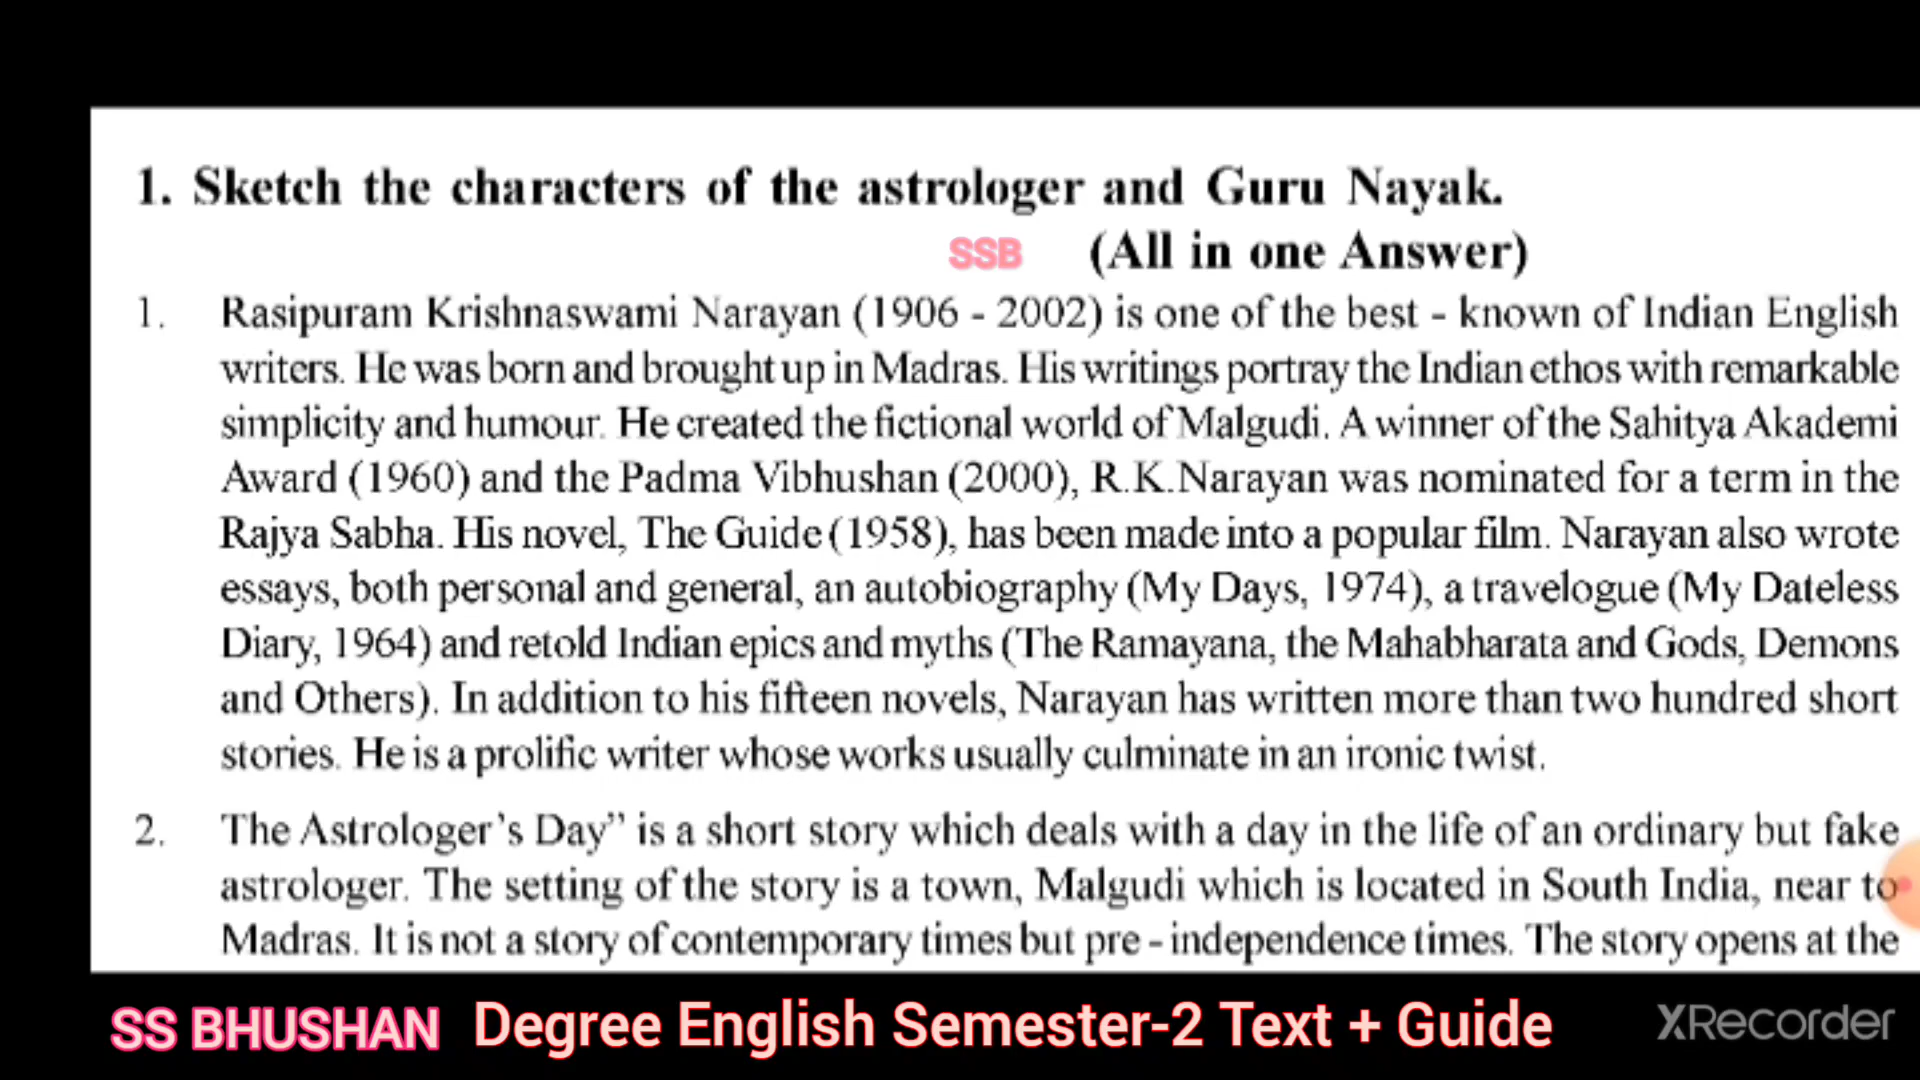 1. Sketch the characters of the astrologer and Guru Nayak.
SSB (All in one Answer)
1. Rasipuram Krishnaswami Narayan (1906 - 2002) is one of the best - known of Indian English
writers. He was born and brought up in Madras. His writings portray the Indian ethos with remarkable
simplicity and humour. He created the fictional world of Malgudi. A winner of the Sahitya Akademi
Award (1960) and the Padma Vibhushan (2000), R.K.Narayan was nominated for a term in the
Rajya Sabha. His novel, The Guide (1958), has been made into a popular film. Narayan also wrote
essays, both personal and general, an autobiography (My Days, 1974), a travelogue (My Dateless
Diary, 1964) and retold Indian epics and myths (The Ramayana, the Mahabharata and Gods, Demons
and Others). In addition to his fifteen novels, Narayan has written more than two hundred short
stories. He is a prolific writer whose works usually culminate in an ironic twist.
2. The Astrologer's Day” is a short story which deals with a day in the life of an ordinary but fake
astrologer. The setting of the story is a town, Malgudi which is located in South India, near to
Madras. It is not a story of contemporary times but pre - independence times. The story opens at the
SS BHUSHAN Degree English Semester-2 Text + Guide
XRecorder